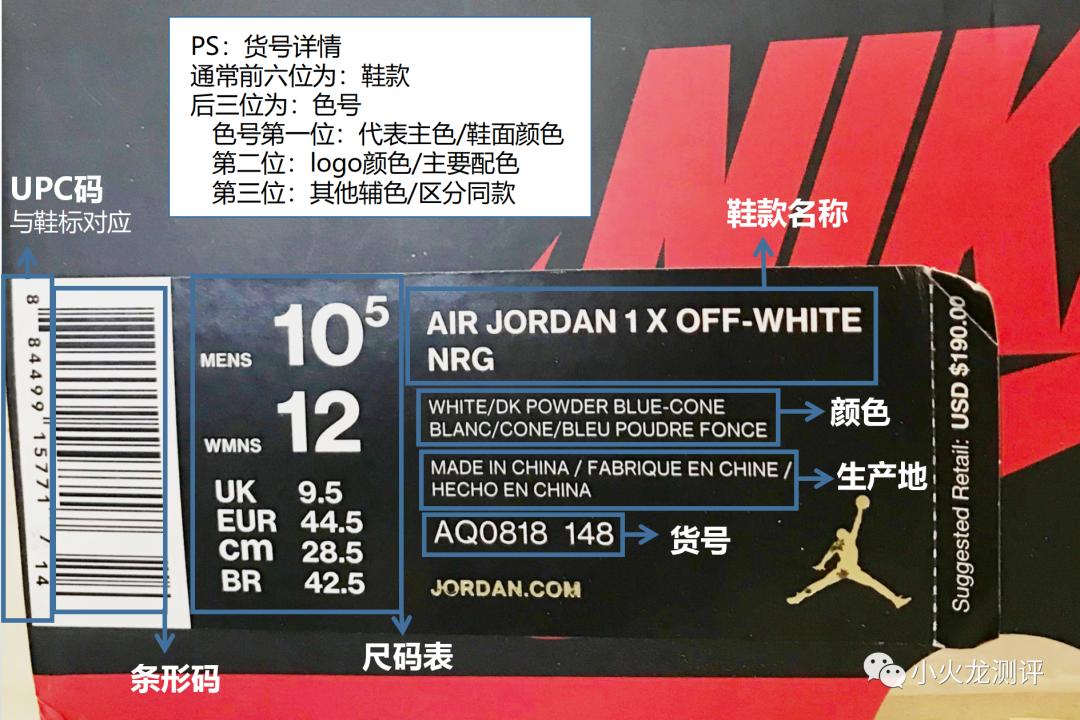 PS：货号详情
通常前六位为：鞋款
后三位为：色号
色号第一位：代表主色/鞋面颜色
第二位：logo颜色/主要配色
第三位：其他辅色/区分同款
NIK
UPC码
与鞋标对应
鞋款名称
8 84499 15771 / 14
MENS 10⁵
WMNS 12
UK 9.5
EUR 44.5
cm 28.5
BR 42.5
AIR JORDAN 1 X OFF-WHITE
NRG
WHITE/DK POWDER BLUE-CONE
BLANC/CONE/BLEU POUDRE FONCE
颜色
MADE IN CHINA / FABRIQUE EN CHINE /
HECHO EN CHINA
生产地
AQ0818 148
货号
JORDAN.COM
Suggested Retail: USD $190.00
条形码
尺码表
小火龙测评